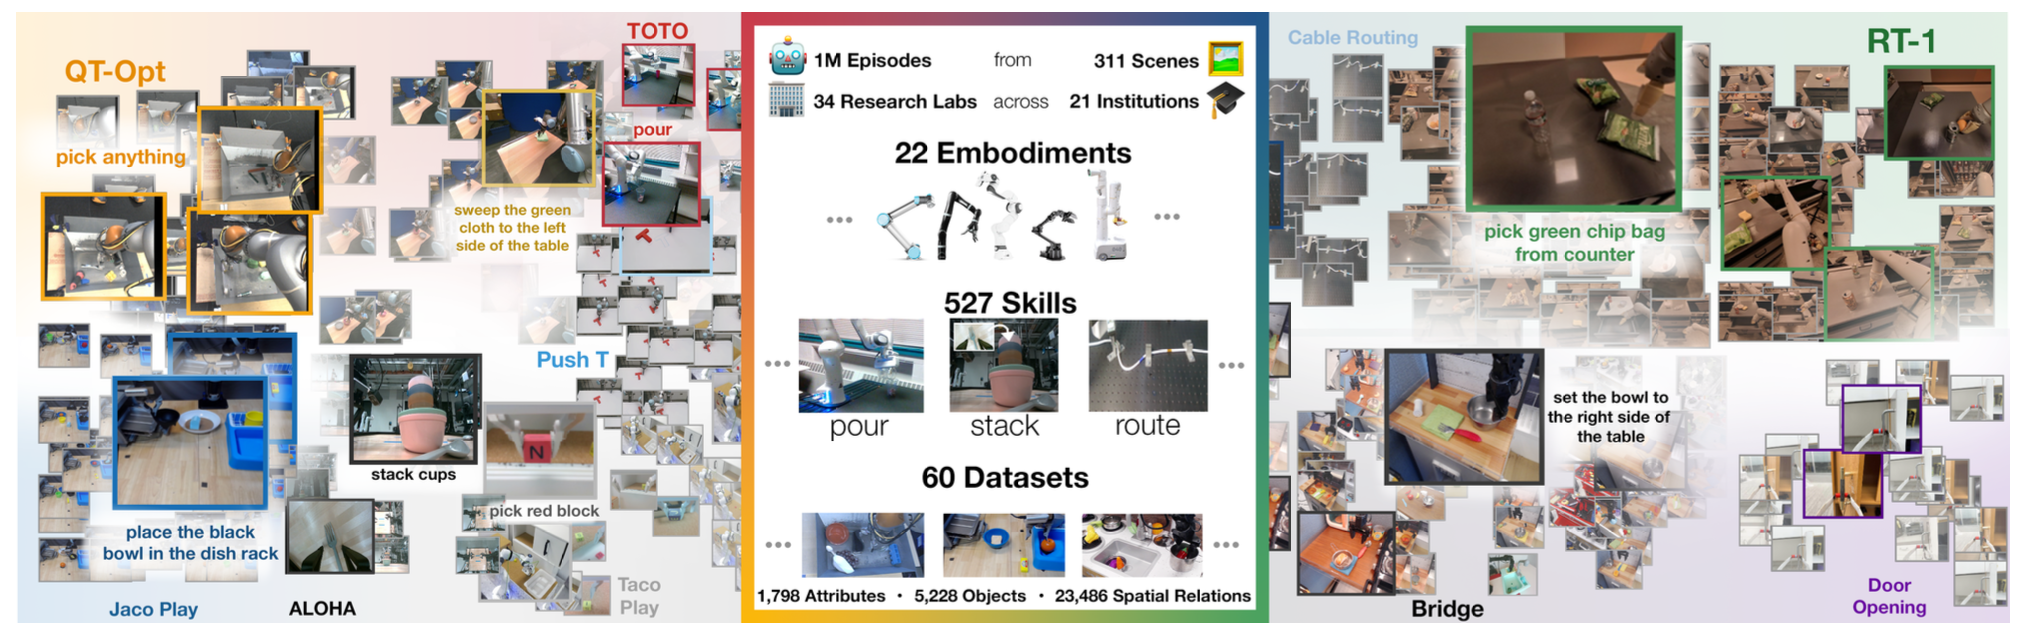 QT-Opt
pick anything
TOTO
pour
sweep the green
cloth to the left
side of the table
Push T
place the black
bowl in the dish rack
Jaco Play
stack cups
ALOHA
N
pick red block
Taco
Play
1M Episodes from 311 Scenes
34 Research Labs across 21 Institutions
22 Embodiments
527 Skills
pour stack route
60 Datasets
1,798 Attributes • 5,228 Objects • 23,486 Spatial Relations
Cable Routing
RT-1
pick green chip bag
from counter
set the bowl to
the right side of
the table
Bridge
Door
Opening